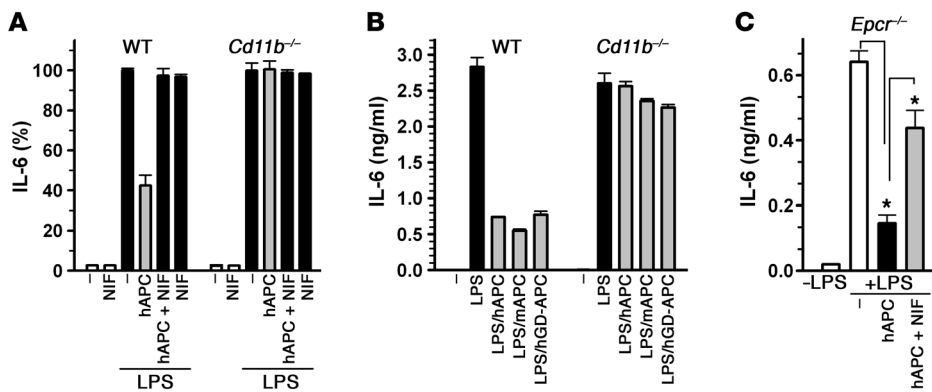 A
WT
Cd11b–/–
IL-6 (%)
100
80
60
40
20
0
–
NIF
–
hAPC
hAPC + NIF
NIF
–
NIF
–
hAPC
hAPC + NIF
NIF
LPS
LPS
B
WT
Cd11b–/–
IL-6 (ng/ml)
3.0
2.5
2.0
1.5
1.0
0.5
0.0
–
LPS
LPS/hAPC
LPS/mAPC
LPS/hGD-APC
–
LPS
LPS/hAPC
LPS/mAPC
LPS/hGD-APC
C
Epcr–/–
IL-6 (ng/ml)
0.6
0.4
0.2
0.0
*
*
–LPS
+LPS
–
hAPC
hAPC + NIF